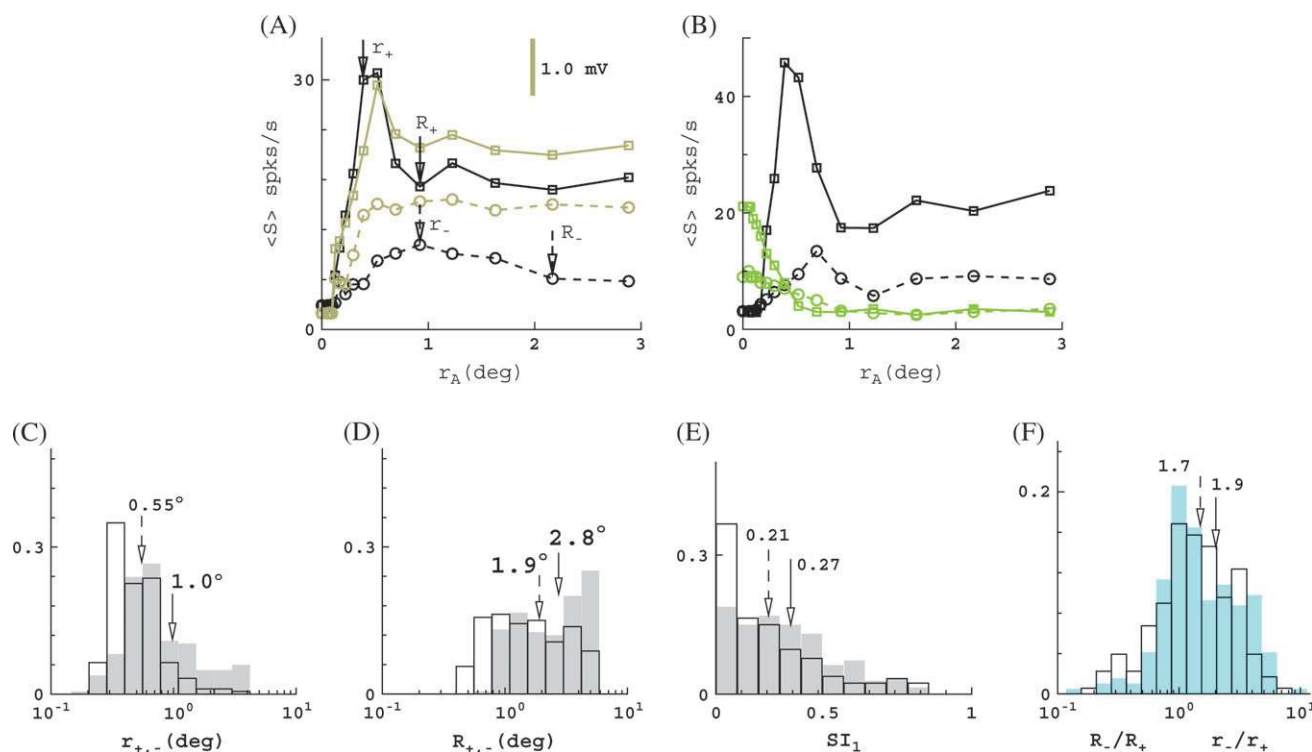 (A)
(B)
r+
1.0 mV
R+
r-
R-
30
0
<S> spks/s
0 1 2 3
rA(deg)
40
20
0
<S> spks/s
0 1 2 3
rA(deg)
(C)
(D)
(E)
(F)
0.55°
1.0°
0.3
0
10-1 100 101
r+,-(deg)
1.9°
2.8°
0.3
0
10-1 100 101
R+,-(deg)
0.21
0.27
0.3
0
0 0.5 1
SI1
1.7
1.9
0.2
0
10-1 100 101
R-/R+ r-/r+